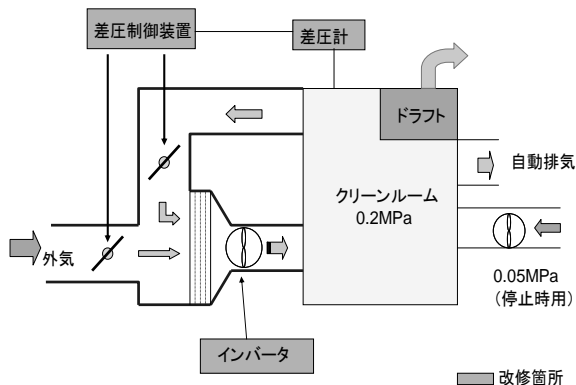 差圧制御装置
差圧計
ドラフト
自動排気
クリーンルーム
0.2MPa
外気
0.05MPa
（停止時用）
インバータ
改修箇所